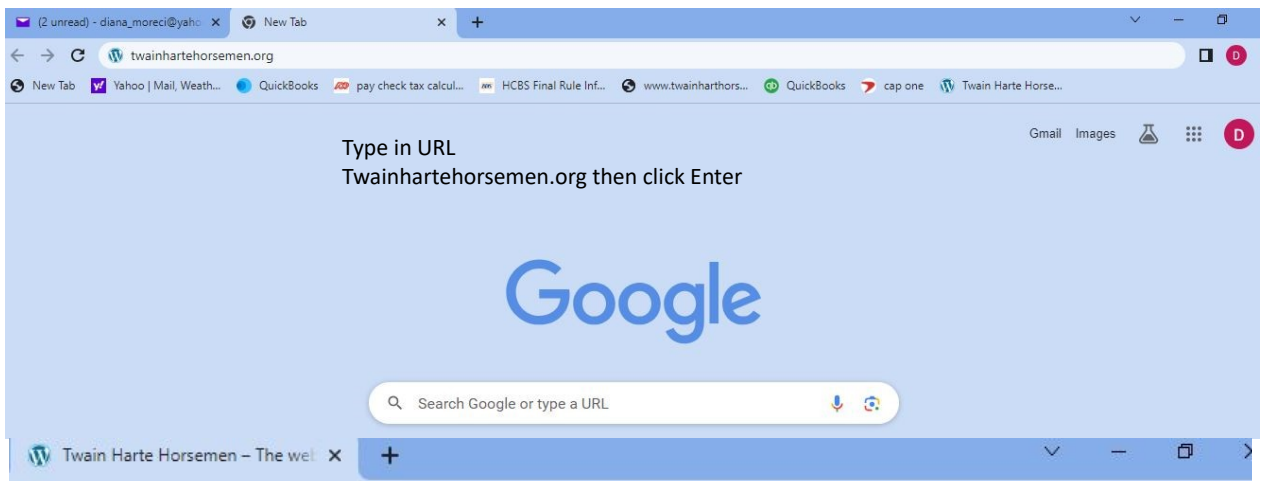 (2 unread) - diana_moreci@yaho New Tab
twainhartehorsemen.org D
New Tab Yahoo | Mail, Weath... QuickBooks pay check tax calcul... HCBS Final Rule Inf... www.twainharthors... QuickBooks cap one Twain Harte Horse...
Gmail Images D
Type in URL
Twainhartehorsemen.org then click Enter
Google
Search Google or type a URL
Twain Harte Horsemen – The wel